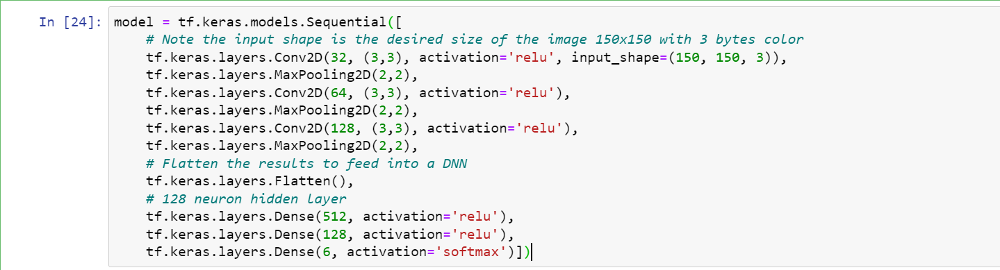 In [24]: model = tf.keras.models.Sequential([
    # Note the input shape is the desired size of the image 150x150 with 3 bytes color
    tf.keras.layers.Conv2D(32, (3,3), activation='relu', input_shape=(150, 150, 3)),
    tf.keras.layers.MaxPooling2D(2,2),
    tf.keras.layers.Conv2D(64, (3,3), activation='relu'),
    tf.keras.layers.MaxPooling2D(2,2),
    tf.keras.layers.Conv2D(128, (3,3), activation='relu'),
    tf.keras.layers.MaxPooling2D(2,2),
    # Flatten the results to feed into a DNN
    tf.keras.layers.Flatten(),
    # 128 neuron hidden layer
    tf.keras.layers.Dense(512, activation='relu'),
    tf.keras.layers.Dense(128, activation='relu'),
    tf.keras.layers.Dense(6, activation='softmax')])